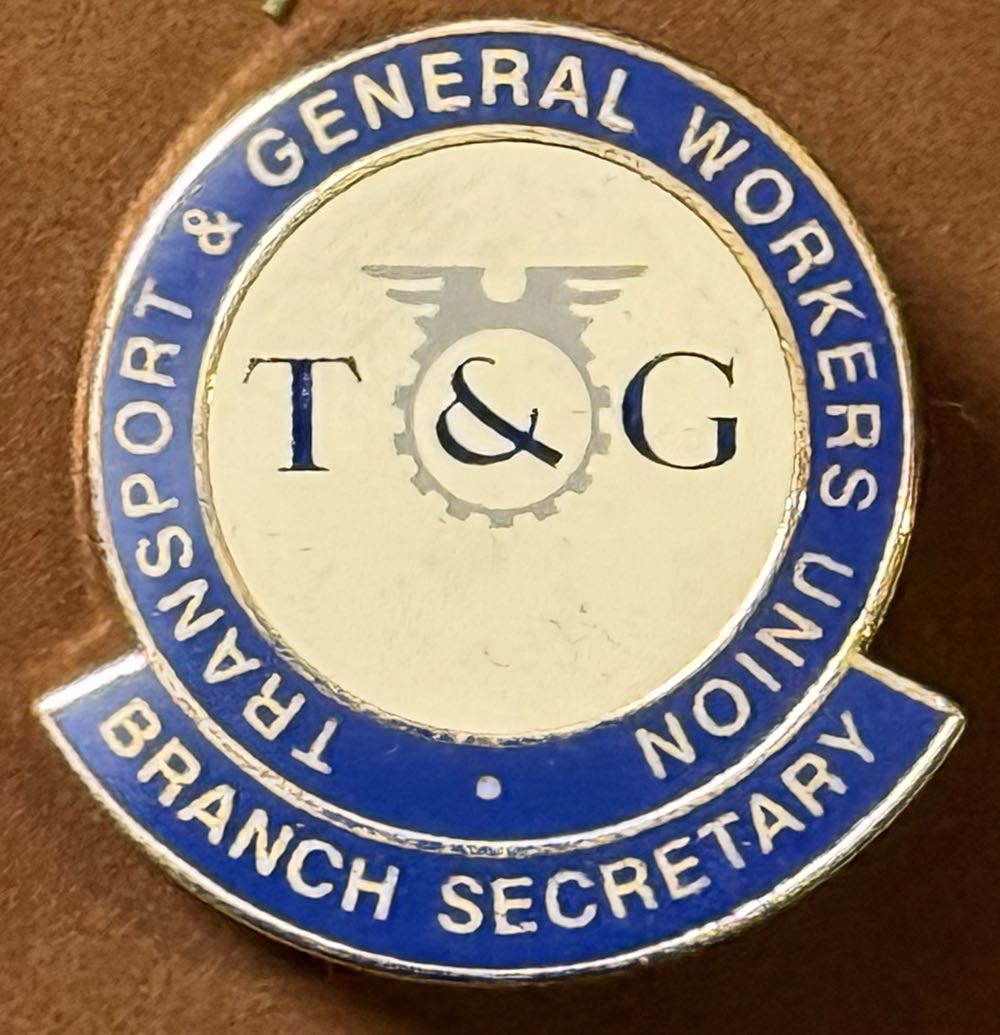 TRANSPORT & GENERAL WORKERS UNION
T & G
BRANCH SECRETARY